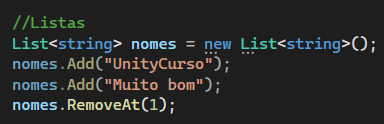 //Listas
List<string> nomes = new List<string>();
nomes.Add("UnityCurso");
nomes.Add("Muito bom");
nomes.RemoveAt(1);